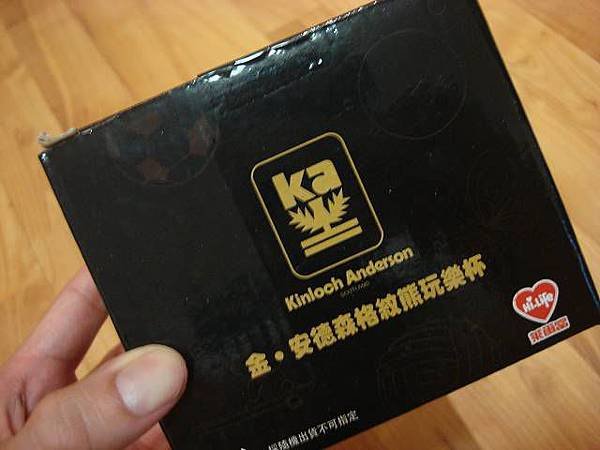 ka
Kinloch Anderson
SCOTLAND
金·安德森格紋熊玩樂杯
Hi-Life
萊爾富
採隨機出貨不可指定